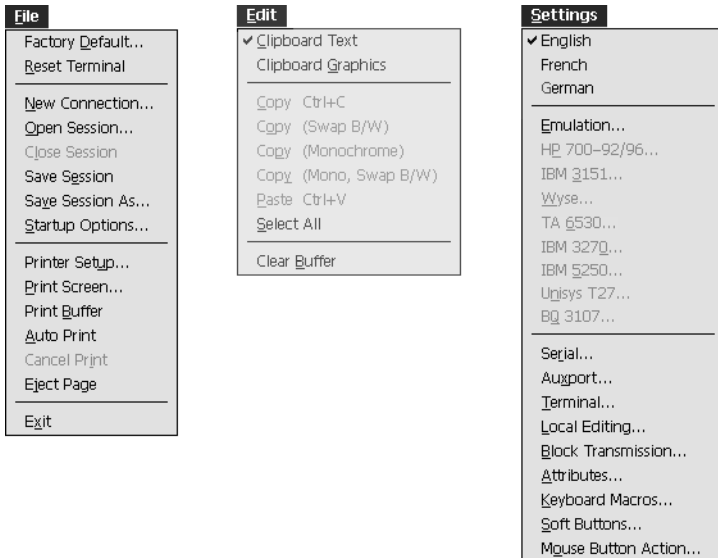 File
Factory Default...
Reset Terminal
New Connection...
Open Session...
Close Session
Save Session
Save Session As...
Startup Options...
Printer Setup...
Print Screen...
Print Buffer
Auto Print
Cancel Print
Eject Page
Exit
Edit
Clipboard Text
Clipboard Graphics
Copy Ctrl+C
Copy (Swap B/W)
Copy (Monochrome)
Copy (Mono, Swap B/W)
Paste Ctrl+V
Select All
Clear Buffer
Settings
English
French
German
Emulation...
HP 700-92/96...
IBM 3151...
Wyse...
TA 6530...
IBM 3270...
IBM 5250...
Unisys T27...
BQ 3107...
Serial...
Auxport...
Terminal...
Local Editing...
Block Transmission...
Attributes...
Keyboard Macros...
Soft Buttons...
Mouse Button Action...